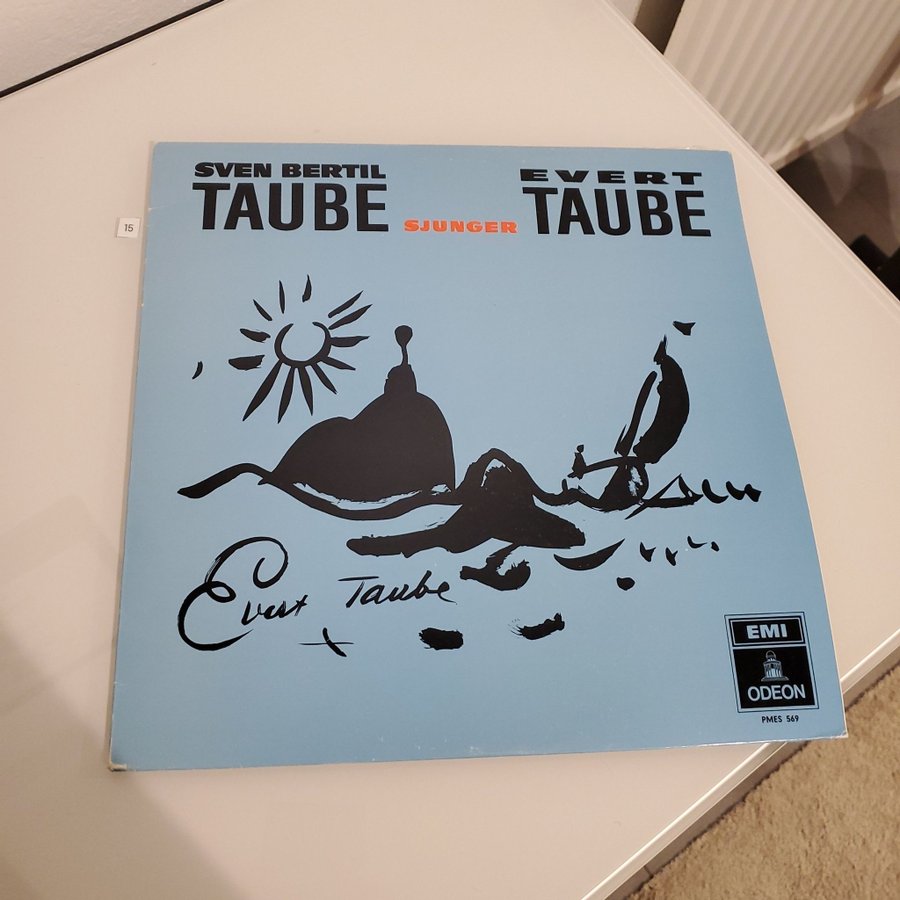 SVEN BERTIL
TAUBE
SJUNGER
EVERT
TAUBE
15
Evert Taube
EMI
ODEON
PMES 569